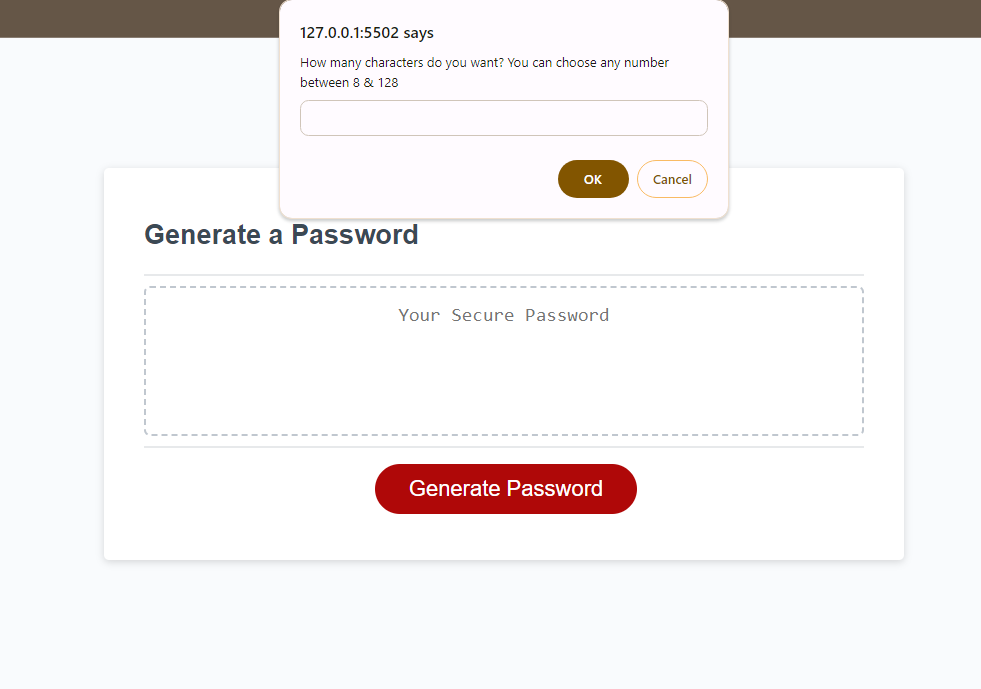 127.0.0.1:5502 says
How many characters do you want? You can choose any number
between 8 & 128
OK
Cancel
Generate a Password
Your Secure Password
Generate Password